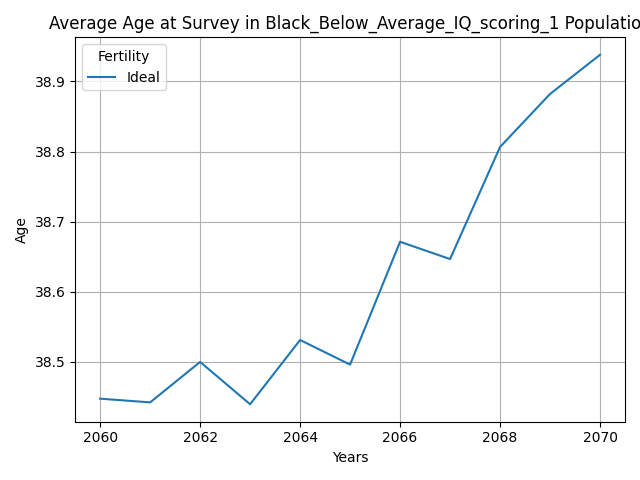 Average Age at Survey in Black_Below_Average_IQ_scoring_1 Populatio
Fertility
Ideal
38.9
38.8
38.7
38.6
38.5
Age
2060 2062 2064 2066 2068 2070
Years